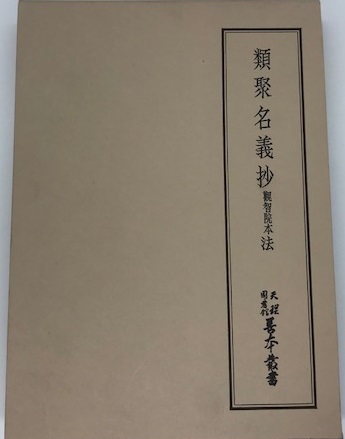 類聚名義抄 觀智院本 法
天理圖書館 善本叢書